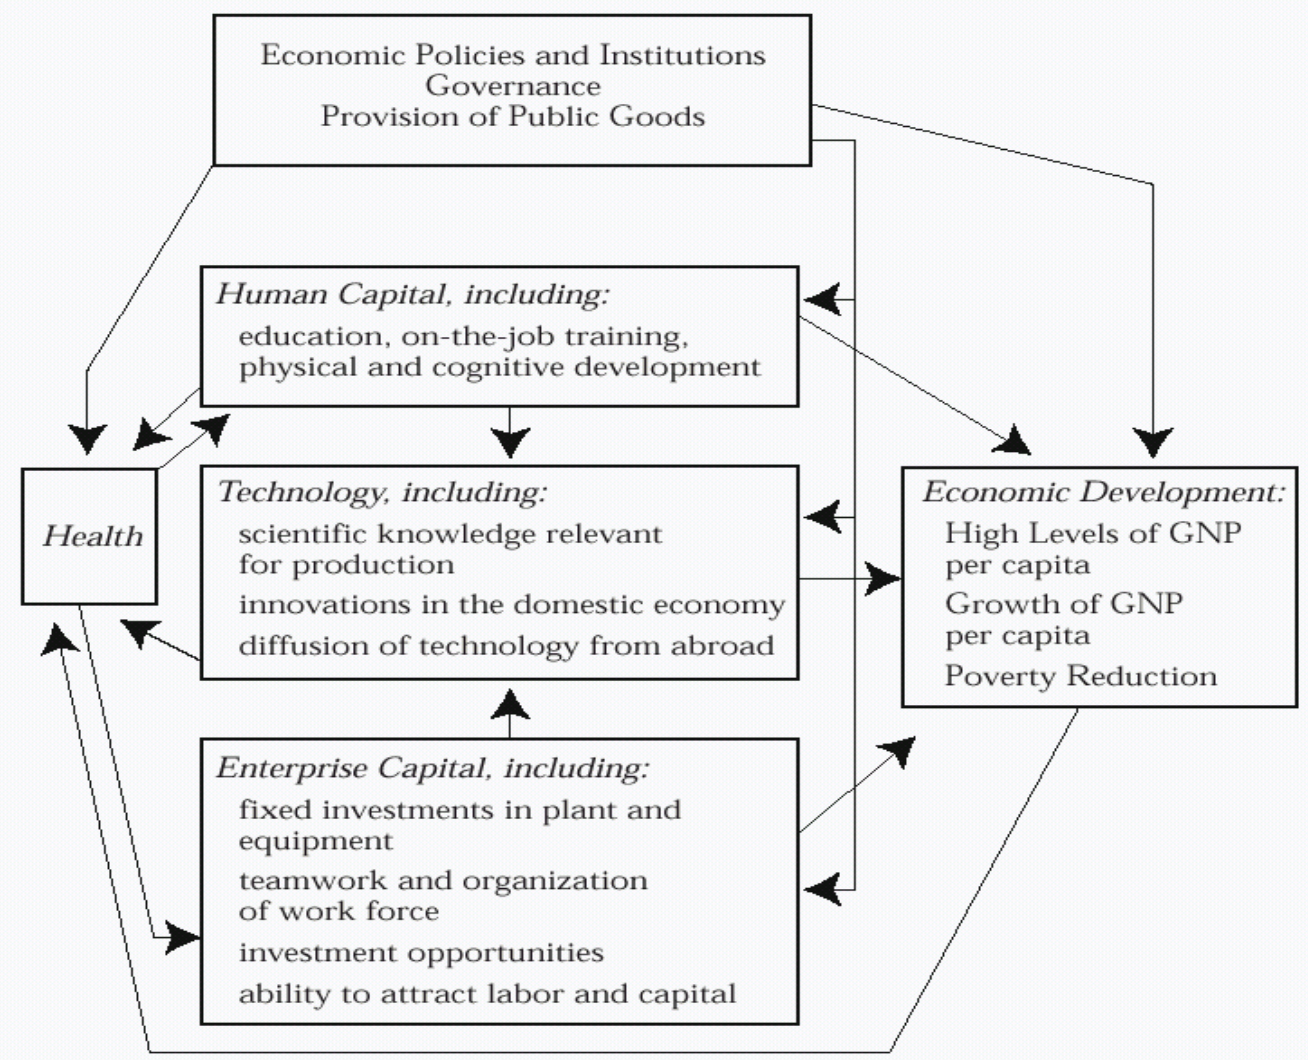 Economic Policies and Institutions
Governance
Provision of Public Goods
Human Capital, including:
education, on-the-job training,
physical and cognitive development
Health
Technology, including:
scientific knowledge relevant
for production
innovations in the domestic economy
diffusion of technology from abroad
Economic Development:
High Levels of GNP
per capita
Growth of GNP
per capita
Poverty Reduction
Enterprise Capital, including:
fixed investments in plant and
equipment
teamwork and organization
of work force
investment opportunities
ability to attract labor and capital